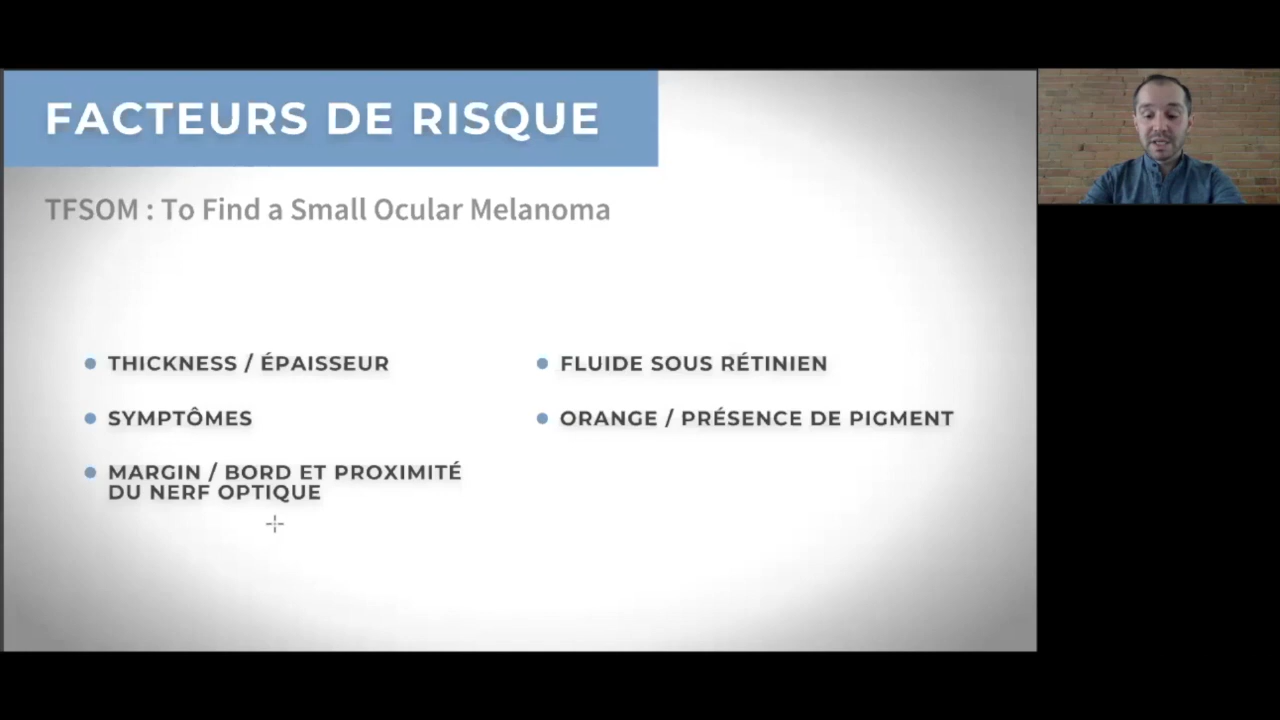 FACTEURS DE RISQUE
TFSOM : To Find a Small Ocular Melanoma
THICKNESS / ÉPAISSEUR
SYMPTÔMES
MARGIN / BORD ET PROXIMITÉ
DU NERF OPTIQUE
FLUIDE SOUS RÉTINIEN
ORANGE / PRÉSENCE DE PIGMENT